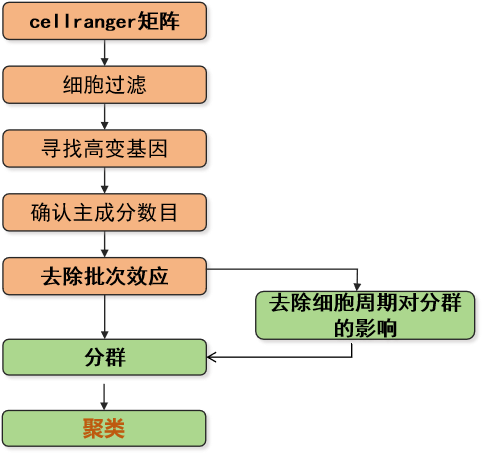 cellranger矩阵
细胞过滤
寻找高变基因
确认主成分数目
去除批次效应
去除细胞周期对分群
的影响
分群
聚类